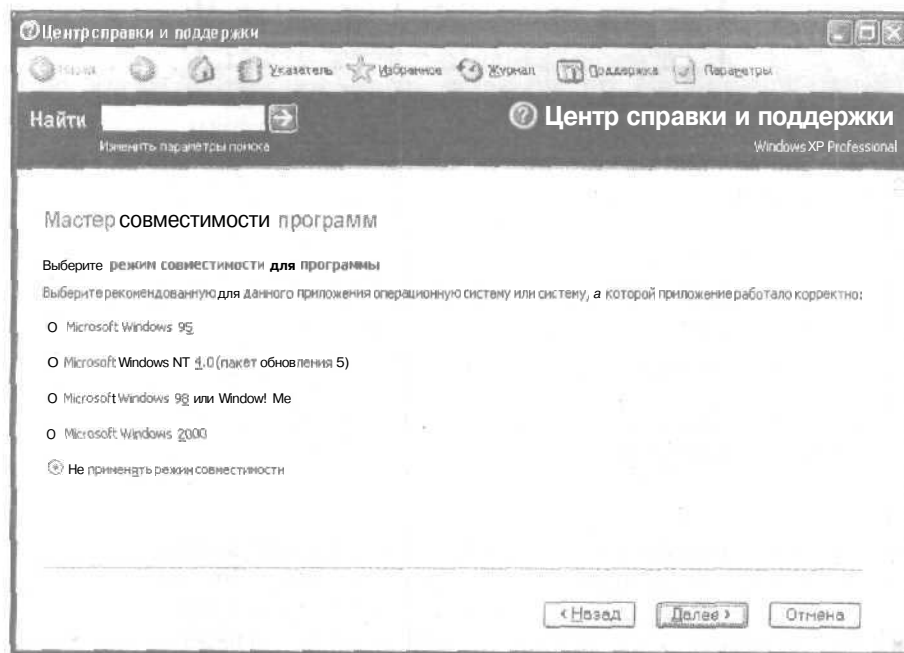 Центр справки и поддержки
Назад Указатель Избранное Журнал Поддержка Параметры
Найти
Изменить параметры поиска
Центр справки и поддержки
Windows XP Professional
Мастер совместимости программ
Выберите режим совместимости для программы
Выберите рекомендованную для данного приложения операционную систему или систему, а которой приложение работало корректно:
О Microsoft Windows 95
О Microsoft Windows NT 4.0 (пакет обновления 5)
О Microsoft Windows 98 или Window! Me
О Microsoft Windows 2000
Не применять режим совместимости
< Назад Далее > Отмена